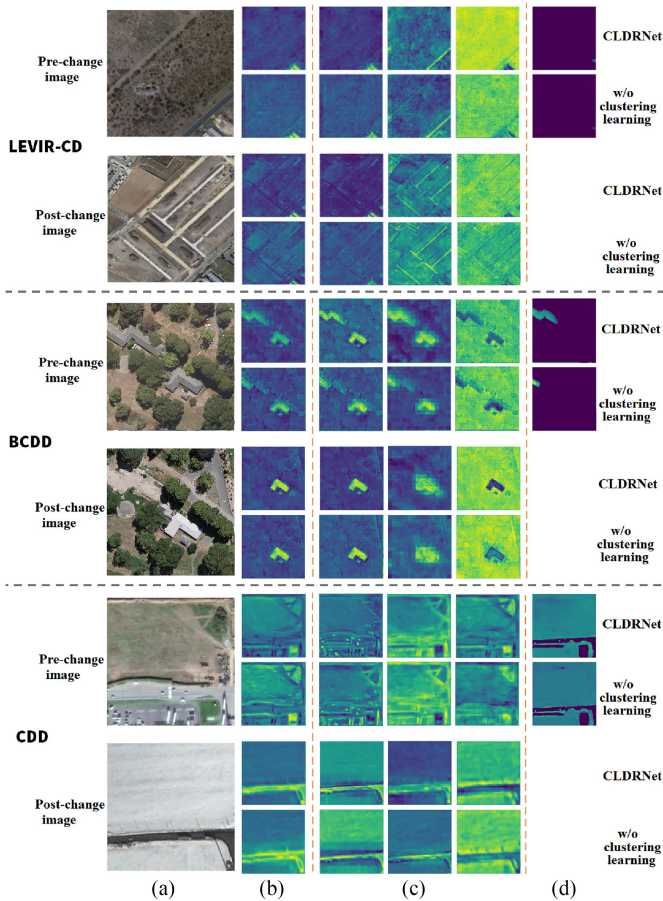 CLDRNet
Pre-change
image
w/o
clustering
learning
LEVIR-CD
CLDRNet
Post-change
image
w/o
clustering
learning
CLDRNet
Pre-change
image
w/o
clustering
learning
BCDD
CLDRNet
Post-change
image
w/o
clustering
learning
CLDRNet
Pre-change
image
w/o
clustering
learning
CDD
CLDRNet
Post-change
image
w/o
clustering
learning
(a) (b) (c) (d)